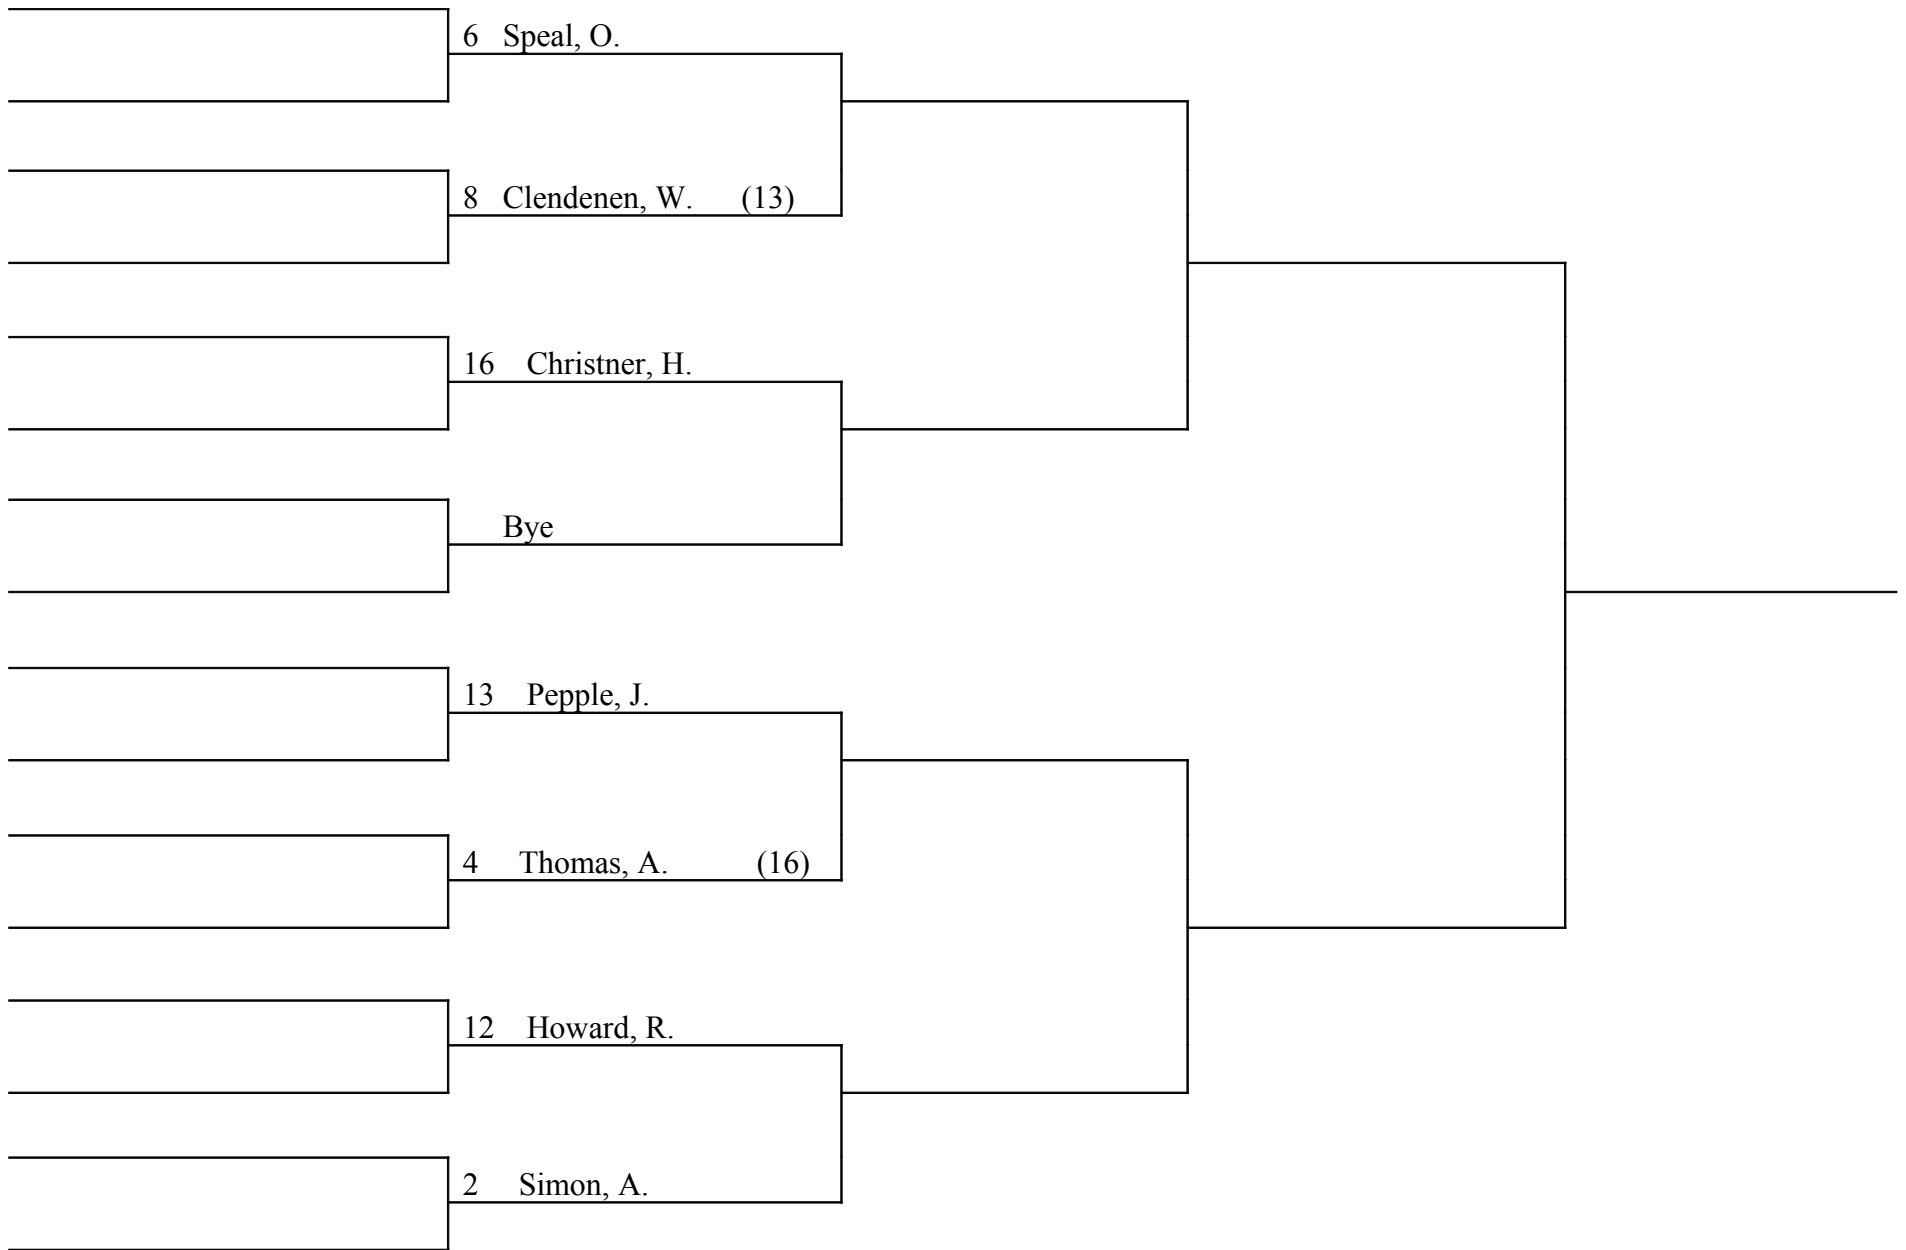 6 Speal, O.
8 Clendenen, W. (13)
16 Christner, H.
Bye
13 Pepple, J.
4 Thomas, A. (16)
12 Howard, R.
2 Simon, A.